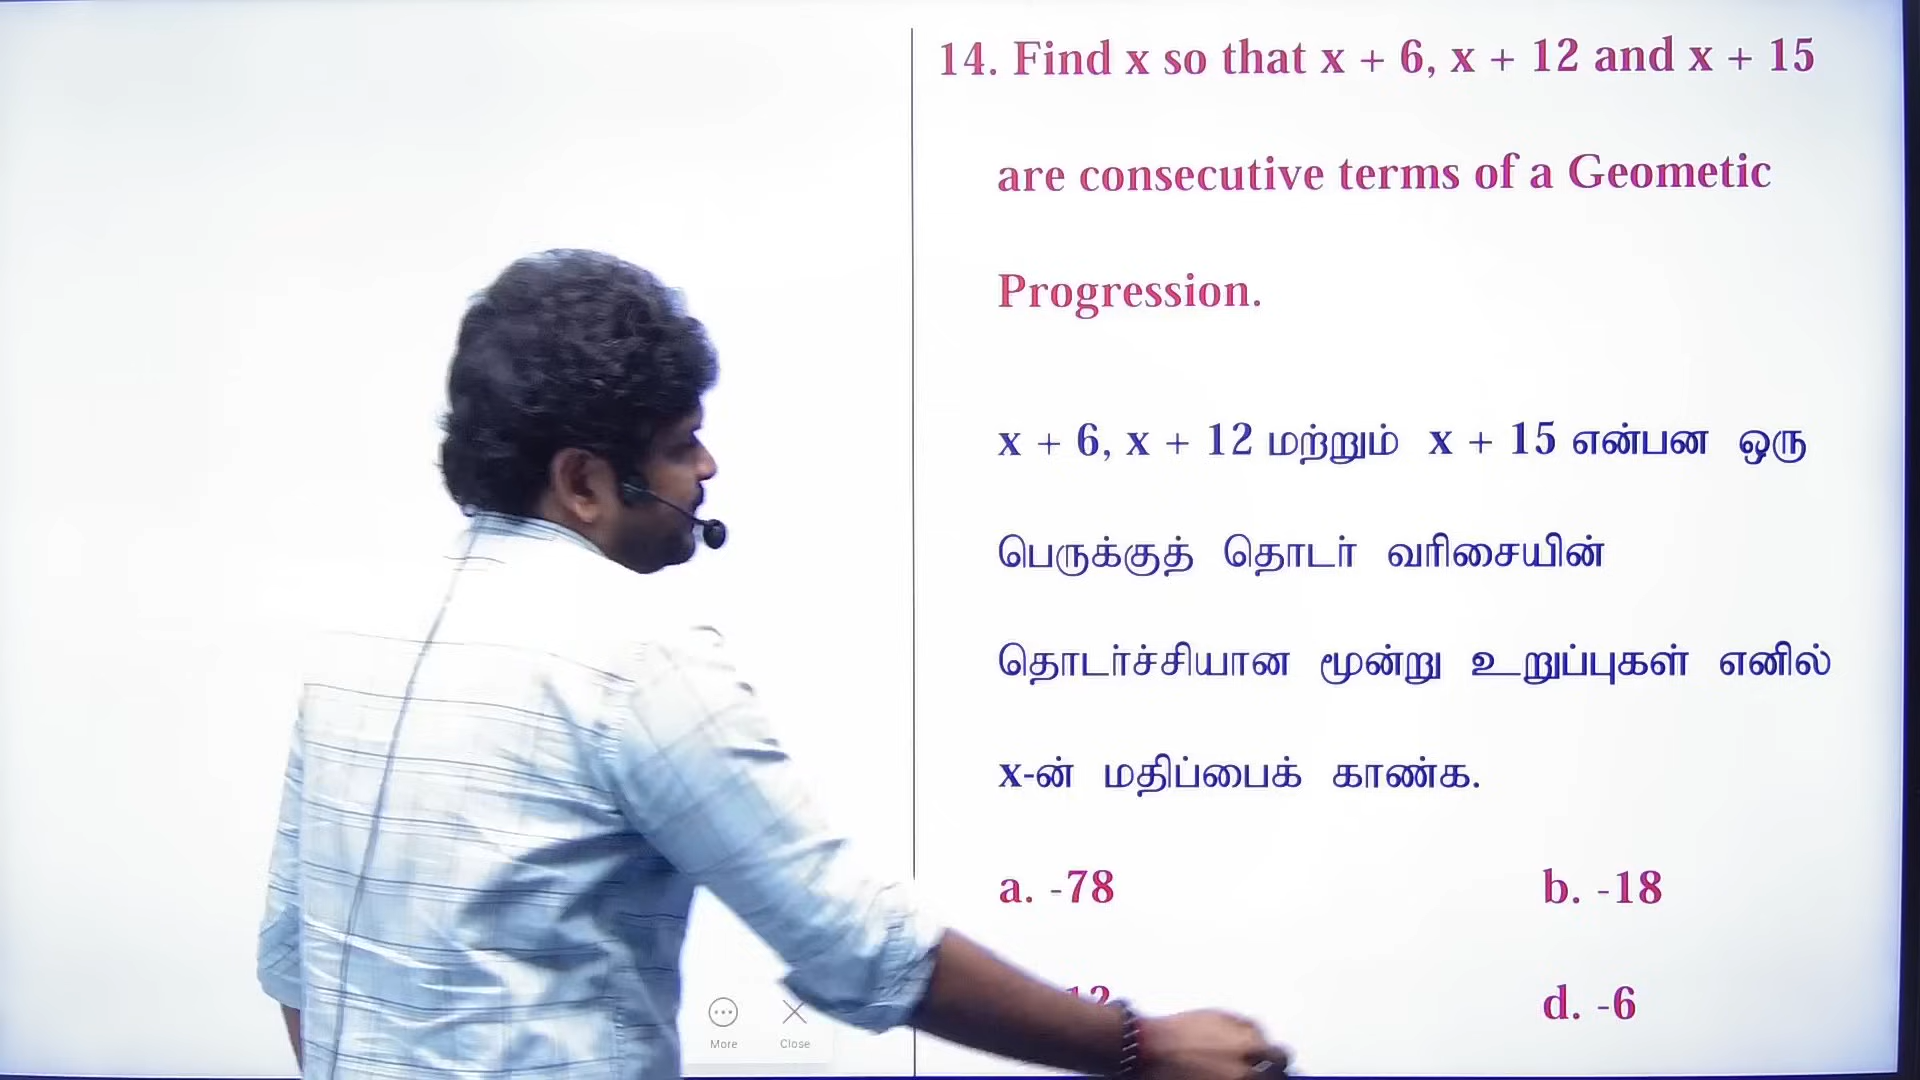 14. Find x so that x + 6, x + 12 and x + 15
are consecutive terms of a Geometic
Progression.
x + 6, x + 12 மற்றும் x + 15 என்பன ஒரு
பெருக்குத் தொடர் வரிசையின்
தொடர்ச்சியான மூன்று உறுப்புகள் எனில்
x-ன் மதிப்பைக் காண்க.
a. -78 b. -18
d. -6
More Close